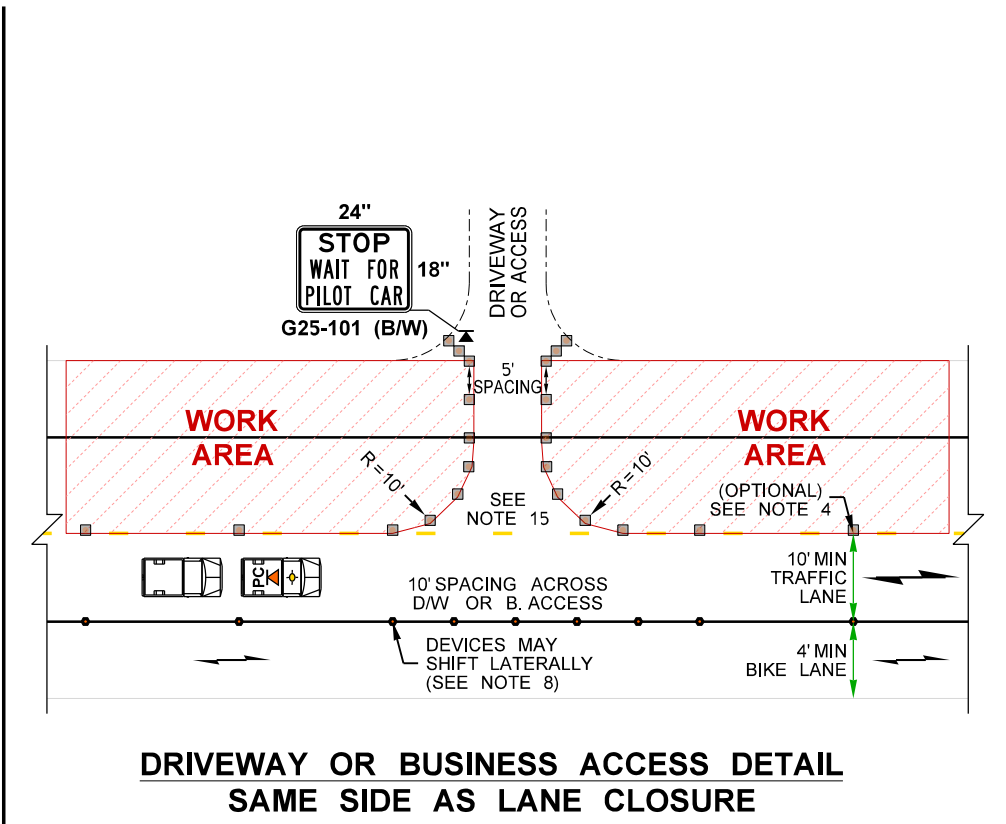 24"
STOP
WAIT FOR
PILOT CAR
18"
G25-101 (B/W)
DRIVEWAY
OR ACCESS
5'
SPACING
WORK
AREA
WORK
AREA
R=10'
R=10'
SEE
NOTE 15
(OPTIONAL)
SEE NOTE 4
PC
10' SPACING ACROSS
D/W OR B. ACCESS
10' MIN
TRAFFIC
LANE
DEVICES MAY
SHIFT LATERALLY
(SEE NOTE 8)
4' MIN
BIKE LANE
DRIVEWAY OR BUSINESS ACCESS DETAIL
SAME SIDE AS LANE CLOSURE